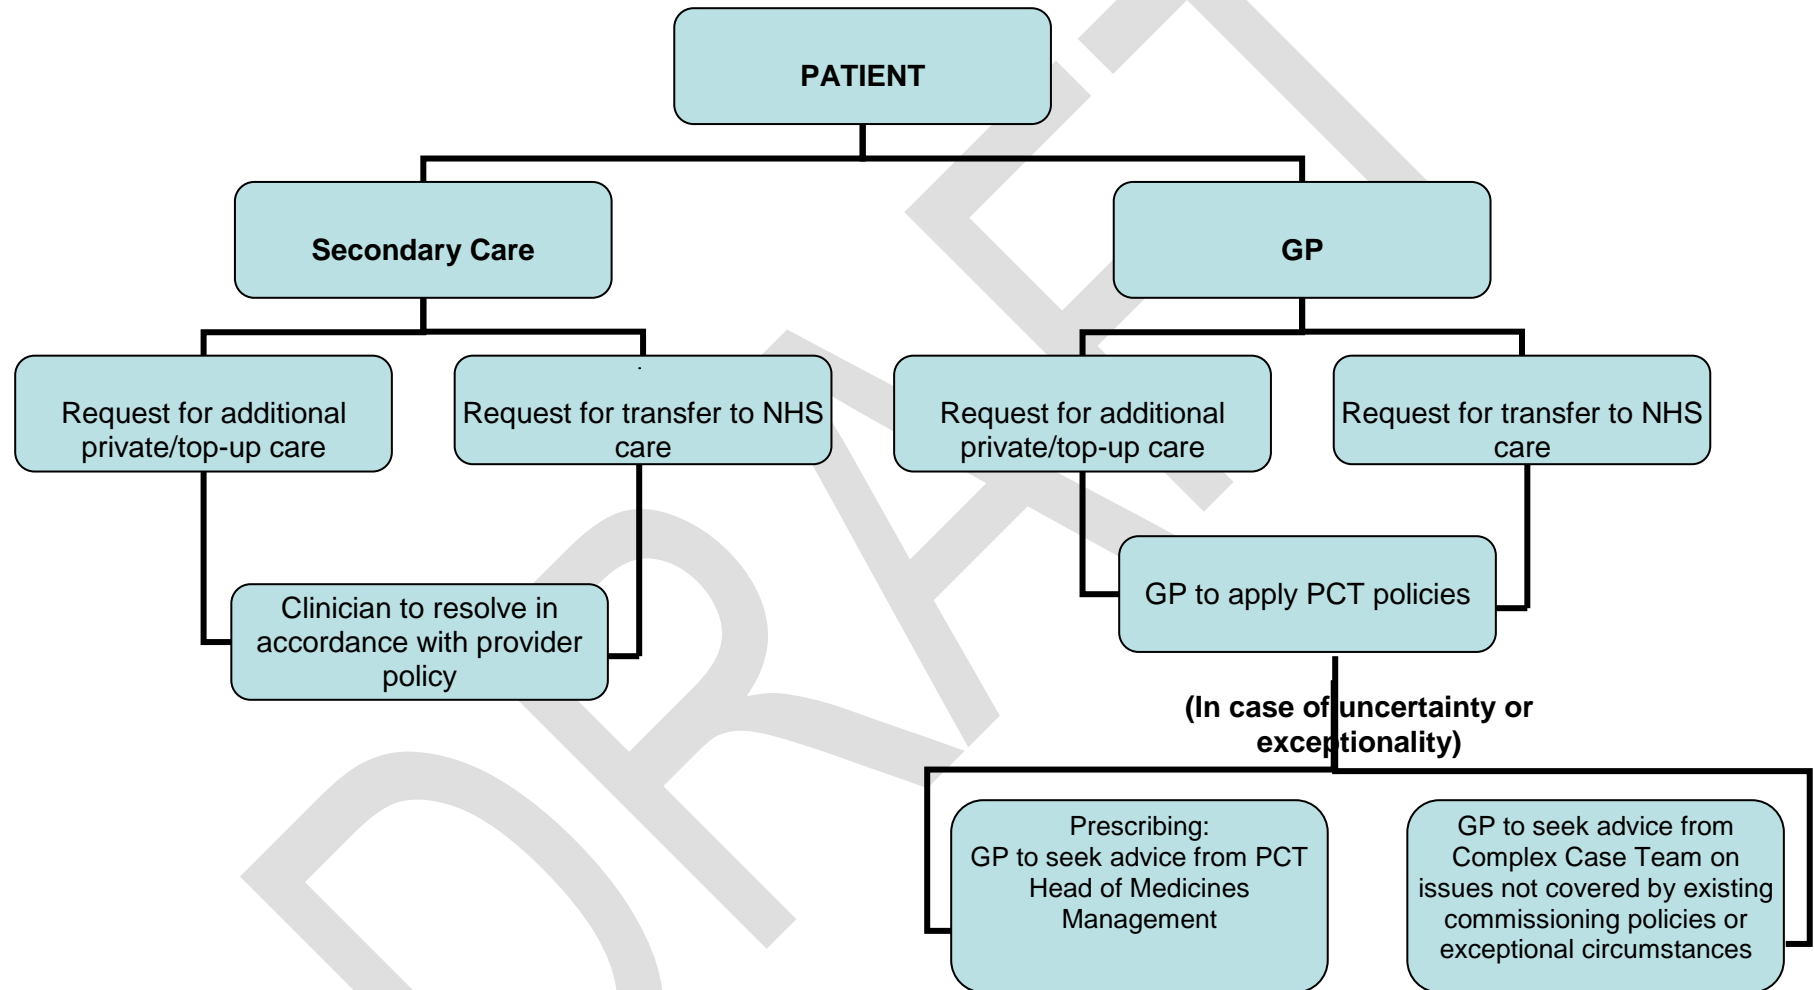 PATIENT
Secondary Care
GP
Request for additional
private/top-up care
.
Request for transfer to NHS
care
Request for additional
private/top-up care
Request for transfer to NHS
care
Clinician to resolve in
accordance with provider
policy
GP to apply PCT policies
(In case of uncertainty or
exceptionality)
Prescribing:
GP to seek advice from PCT
Head of Medicines
Management
GP to seek advice from
Complex Case Team on
issues not covered by existing
commissioning policies or
exceptional circumstances
DRAFT